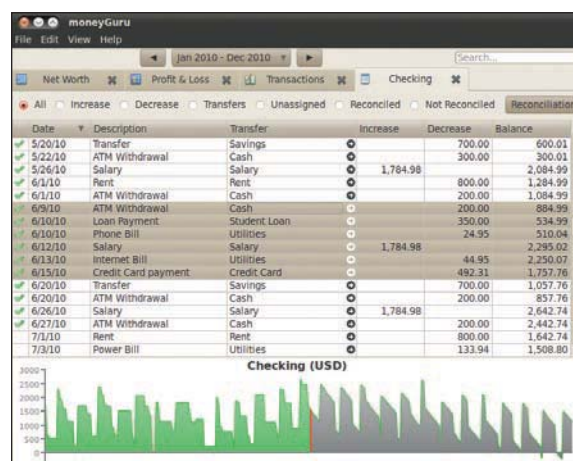 moneyGuru
File Edit View Help
Jan 2010 - Dec 2010
Search...
Net Worth Profit & Loss Transactions Checking
All Increase Decrease Transfers Unassigned Reconciled Not Reconciled Reconciliation
Date Description Transfer Increase Decrease Balance
5/20/10 Transfer Savings 700.00 600.01
5/22/10 ATM Withdrawal Cash 300.00 300.01
5/26/10 Salary Salary 1,784.98 2,084.99
6/1/10 Rent Rent 800.00 1,284.99
6/1/10 ATM Withdrawal Cash 200.00 1,084.99
6/9/10 ATM Withdrawal Cash 200.00 884.99
6/10/10 Loan Payment Student Loan 350.00 534.99
6/10/10 Phone Bill Utilities 24.95 510.04
6/12/10 Salary Salary 1,784.98 2,295.02
6/13/10 Internet Bill Utilities 44.95 2,250.07
6/15/10 Credit Card payment Credit Card 492.31 1,757.76
6/20/10 Transfer Savings 700.00 1,057.76
6/20/10 ATM Withdrawal Cash 200.00 857.76
6/26/10 Salary Salary 1,784.98 2,642.74
6/27/10 ATM Withdrawal Cash 200.00 2,442.74
7/1/10 Rent Rent 800.00 1,642.74
7/3/10 Power Bill Utilities 133.94 1,508.80
Checking (USD)
3000
2500
2000
1500
1000
500
0